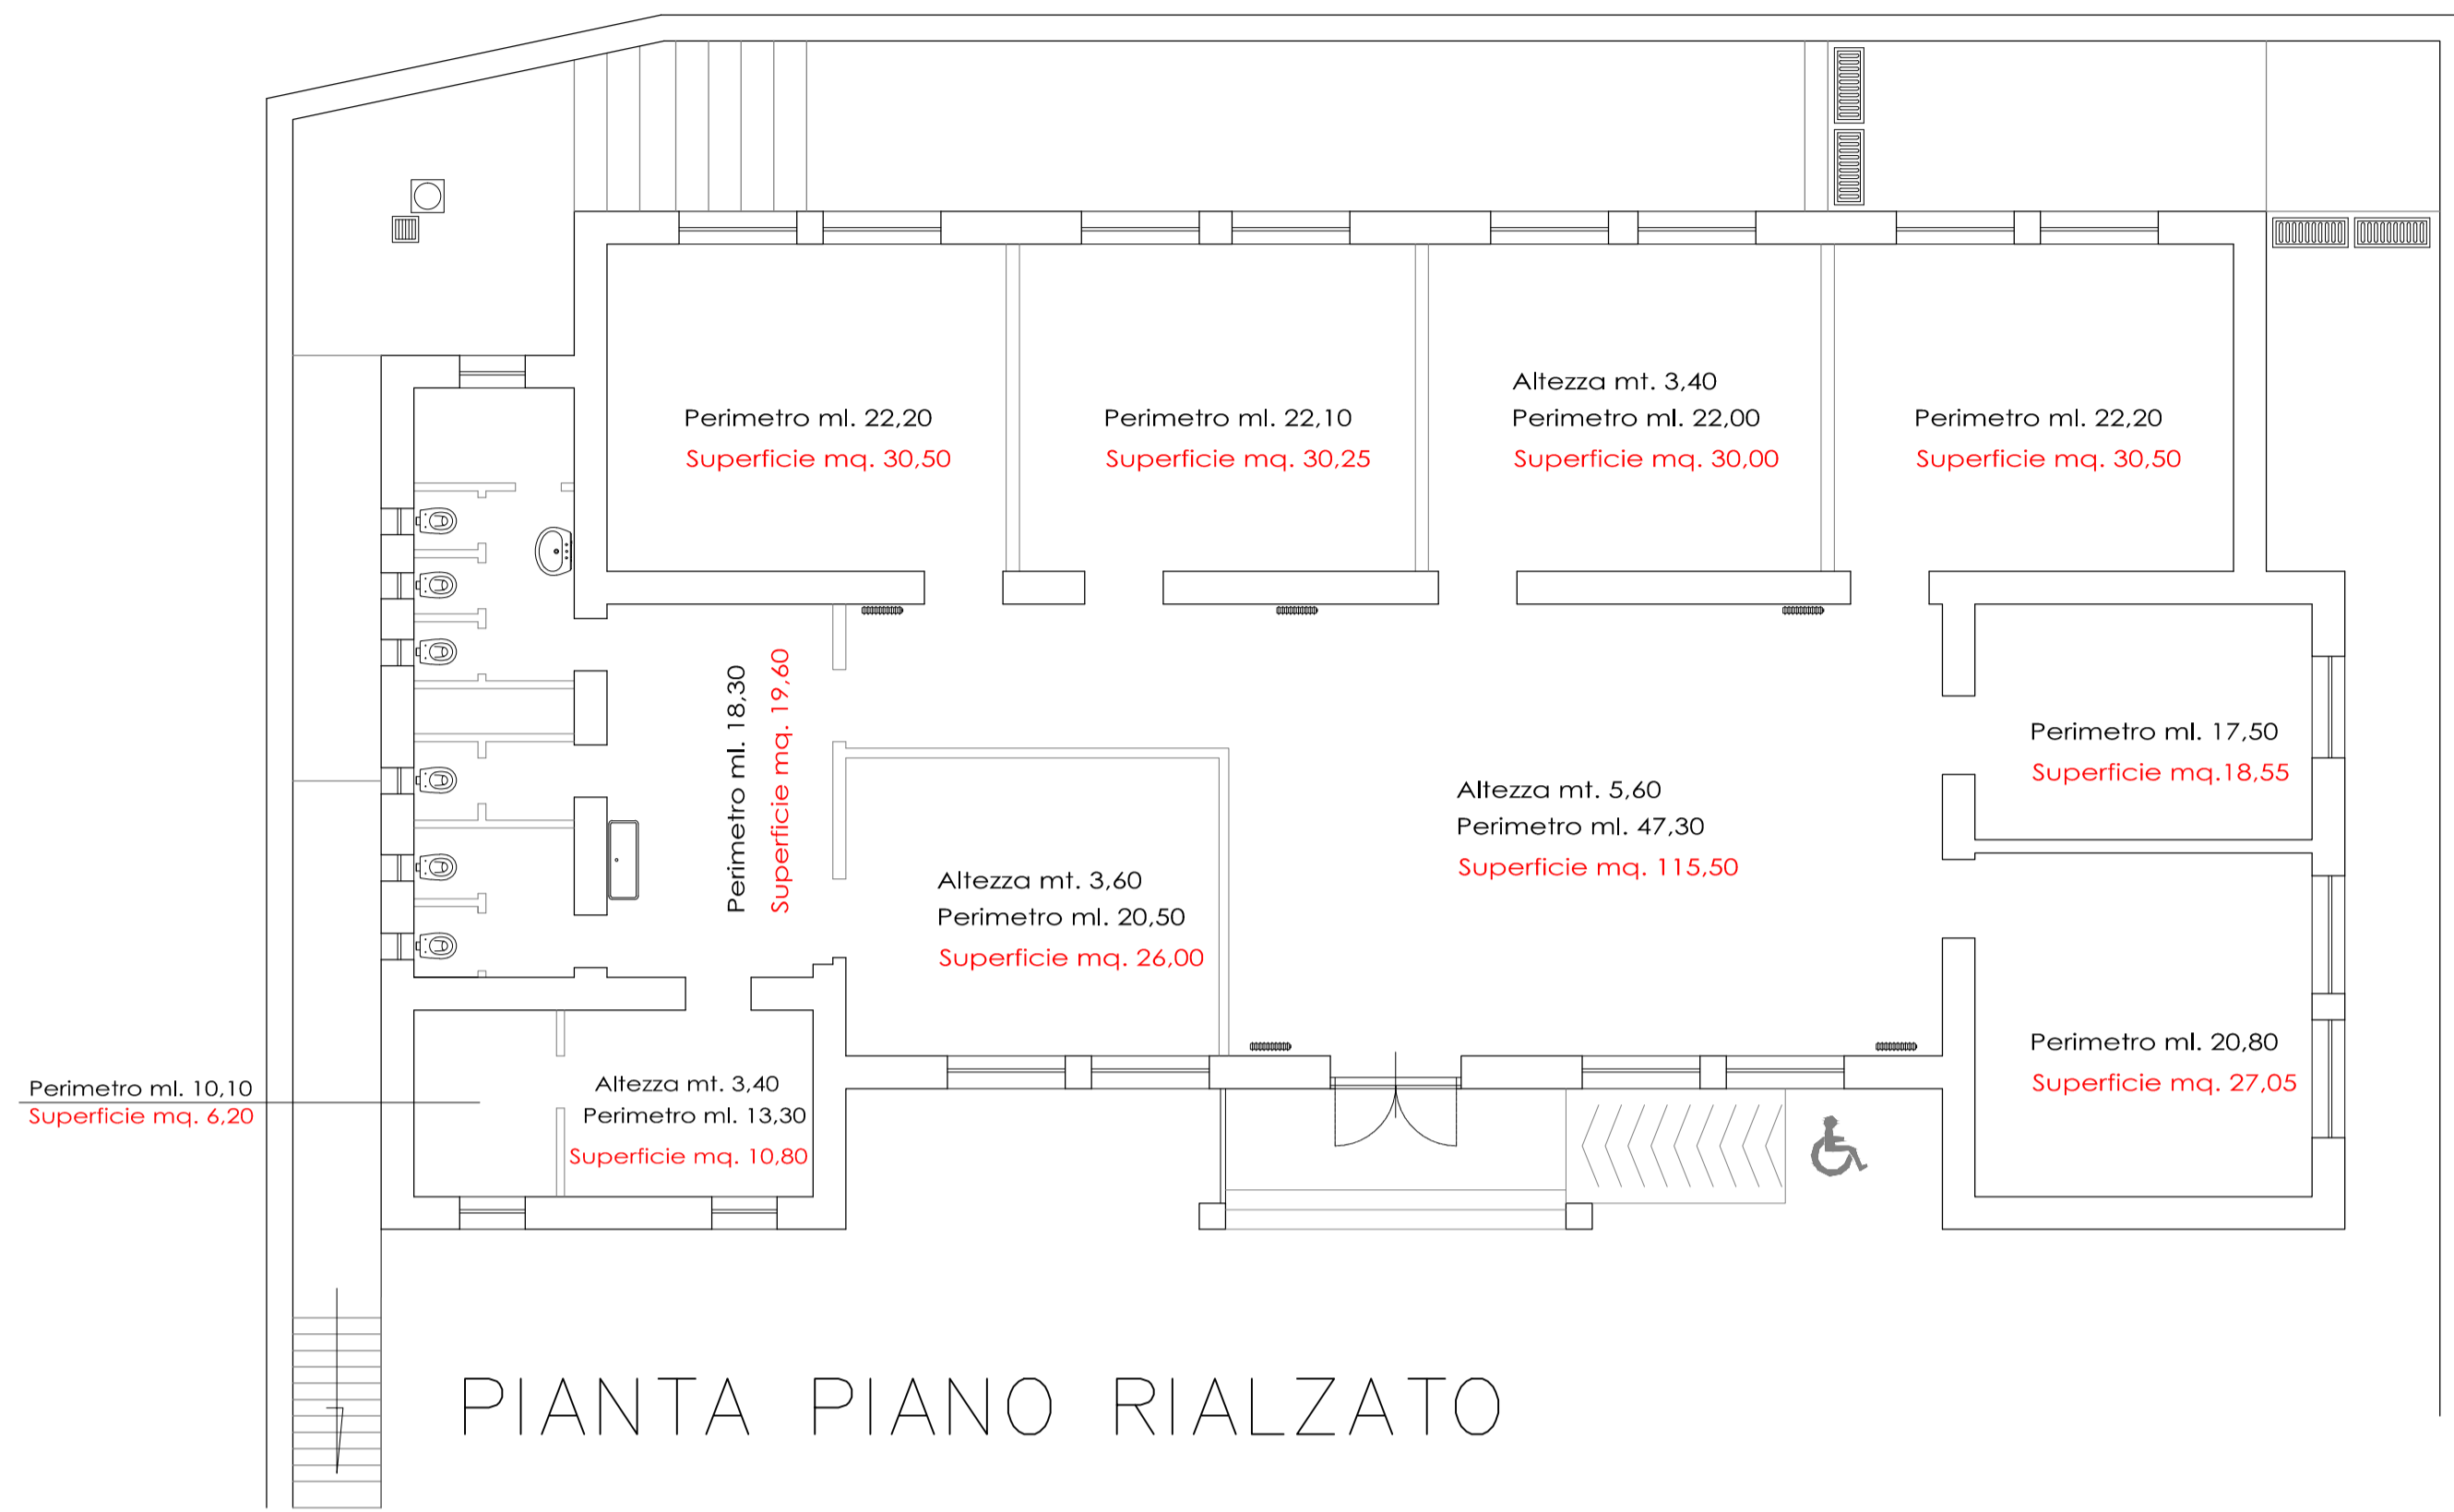 Altezza mt. 3,40
Perimetro ml. 22,20
Superficie mq. 30,50
Perimetro ml. 22,10
Superficie mq. 30,25
Perimetro ml. 22,00
Superficie mq. 30,00
Perimetro ml. 22,20
Superficie mq. 30,50
Perimetro ml. 18,30
Superficie mq. 19,60
Perimetro ml. 17,50
Superficie mq.18,55
Altezza mt. 5,60
Perimetro ml. 47,30
Superficie mq. 115,50
Altezza mt. 3,60
Perimetro ml. 20,50
Superficie mq. 26,00
Perimetro ml. 20,80
Superficie mq. 27,05
Perimetro ml. 10,10
Superficie mq. 6,20
Altezza mt. 3,40
Perimetro ml. 13,30
Superficie mq. 10,80
PIANTA PIANO RIALZATO